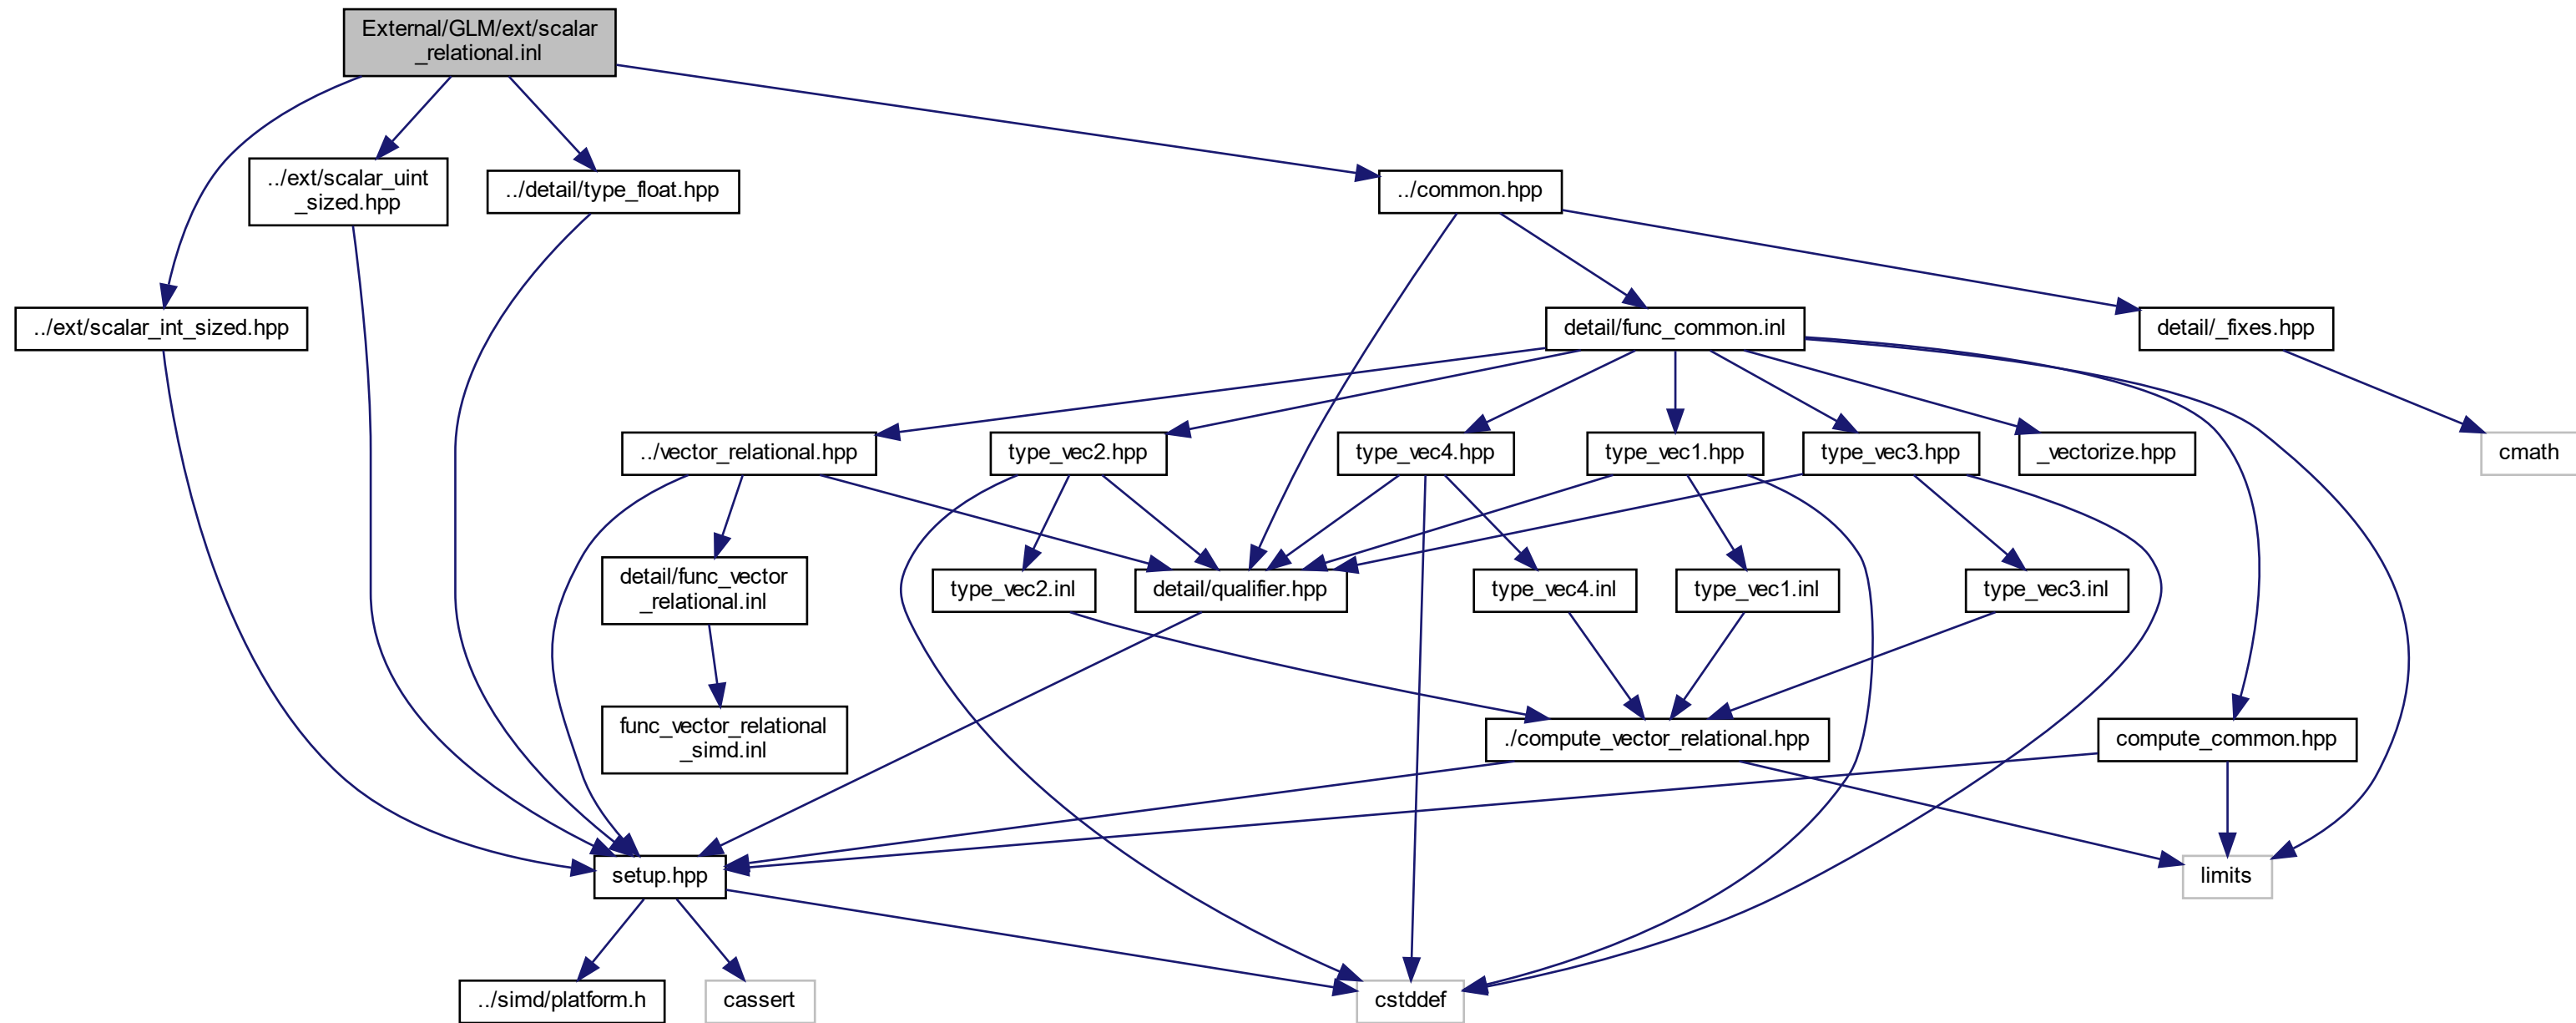 External/GLM/ext/scalar
_relational.inl
../ext/scalar_uint
_sized.hpp
../detail/type_float.hpp
../common.hpp
../ext/scalar_int_sized.hpp
detail/func_common.inl
detail/_fixes.hpp
../vector_relational.hpp
type_vec2.hpp
type_vec4.hpp
type_vec1.hpp
type_vec3.hpp
_vectorize.hpp
cmath
detail/func_vector
_relational.inl
type_vec2.inl
detail/qualifier.hpp
type_vec4.inl
type_vec1.inl
type_vec3.inl
func_vector_relational
_simd.inl
./compute_vector_relational.hpp
compute_common.hpp
setup.hpp
limits
../simd/platform.h
cassert
cstddef